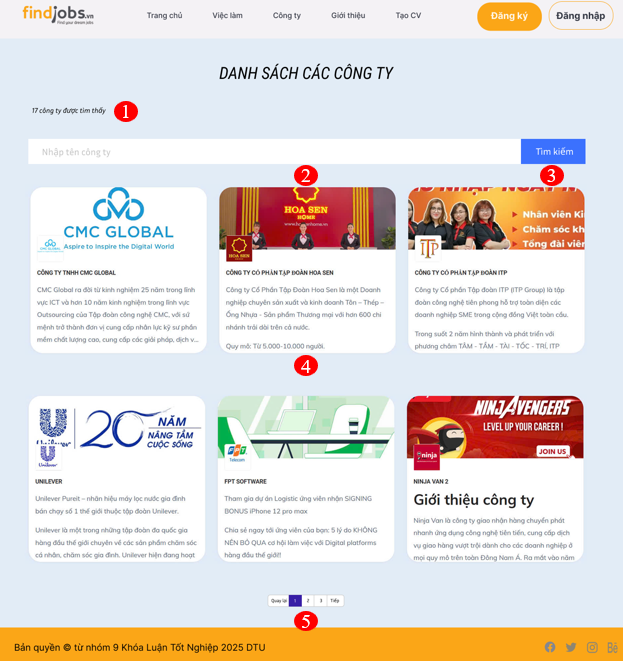 findjobs.vn
Find your dream jobs
Trang chủ
Việc làm
Công ty
Giới thiệu
Tạo CV
Đăng ký
Đăng nhập
DANH SÁCH CÁC CÔNG TY
17 công ty được tìm thấy
1
Nhập tên công ty
Tìm kiếm
2
3
CMC GLOBAL
Aspire to Inspire the Digital World
CÔNG TY TNHH CMC GLOBAL
CMC Global ra đời từ kinh nghiệm 25 năm trong lĩnh
vực ICT và hơn 10 năm kinh nghiệm trong lĩnh vực
Outsourcing của Tập đoàn công nghệ CMC, với sứ
mệnh trở thành đơn vị cung cấp nhân lực kỹ sư phần
mềm chất lượng cao, cung cấp các giải pháp, dịch v...
HOA SEN
HOME
CÔNG TY CỔ PHẦN TẬP ĐOÀN HOA SEN
Công ty Cổ Phần Tập Đoàn Hoa Sen là một Doanh
nghiệp chuyên sản xuất và kinh doanh Tôn – Thép –
Ống Nhựa - Sản phẩm Thương mại với hơn 600 chi
nhánh trải dài trên cả nước.
Quy mô: Từ 5.000-10.000 người.
Nhân viên Ki
Chăm sóc kh
Tổng đài viê
ITP
CÔNG TY CỔ PHẦN TẬP ĐOÀN ITP
Công ty Cổ phần Tập đoàn ITP (ITP Group) là tập
đoàn công nghệ tiên phong hỗ trợ toàn diện các
doanh nghiệp SME trong cộng đồng Việt toàn cầu.
Trong suốt 2 năm hình thành và phát triển với
phương châm TÂM - TẦM - TÀI - TỐC - TRÍ, ITP
4
20 NĂM
NÂNG TẦM
CUỘC SỐNG
Unilever
UNILEVER
Unilever Pureit – nhãn hiệu máy lọc nước gia đình
bán chạy số 1 thế giới thuộc tập đoàn Unilever.
Unilever là một trong những tập đoàn đa quốc gia
hàng đầu thế giới chuyên về các sản phẩm chăm sóc
cá nhân, chăm sóc gia đình. Unilever hiện đang hoạt
FPT
Telecom
FPT SOFTWARE
Tham gia dự án Logistic ứng viên nhận SIGNING
BONUS iPhone 12 pro max
Chia sẻ ngay tới ứng viên của bạn: 5 lý do KHÔNG
NÊN BỎ QUA cơ hội làm việc với Digital platforms
hàng đầu thế giới!!
NINJAVENGERS
LEVEL UP YOUR CAREER !
JOIN US
ninja
NINJA VAN 2
Giới thiệu công ty
Ninja Van là công ty giao nhận hàng chuyển phát
nhanh ứng dụng công nghệ tiên tiến, cung cấp dịch
vụ giao hàng vượt trội dành cho các doanh nghiệp ở
mọi quy mô trên toàn Đông Nam Á. Ra mắt vào năm
Quay lại 1 2 3 Tiếp
5
Bản quyền © từ nhóm 9 Khóa Luận Tốt Nghiệp 2025 DTU